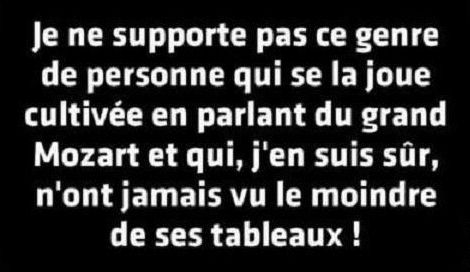 Je ne supporte pas ce genre
de personne qui se la joue
cultivée en parlant du grand
Mozart et qui, j'en suis sûr,
n'ont jamais vu le moindre
de ses tableaux !